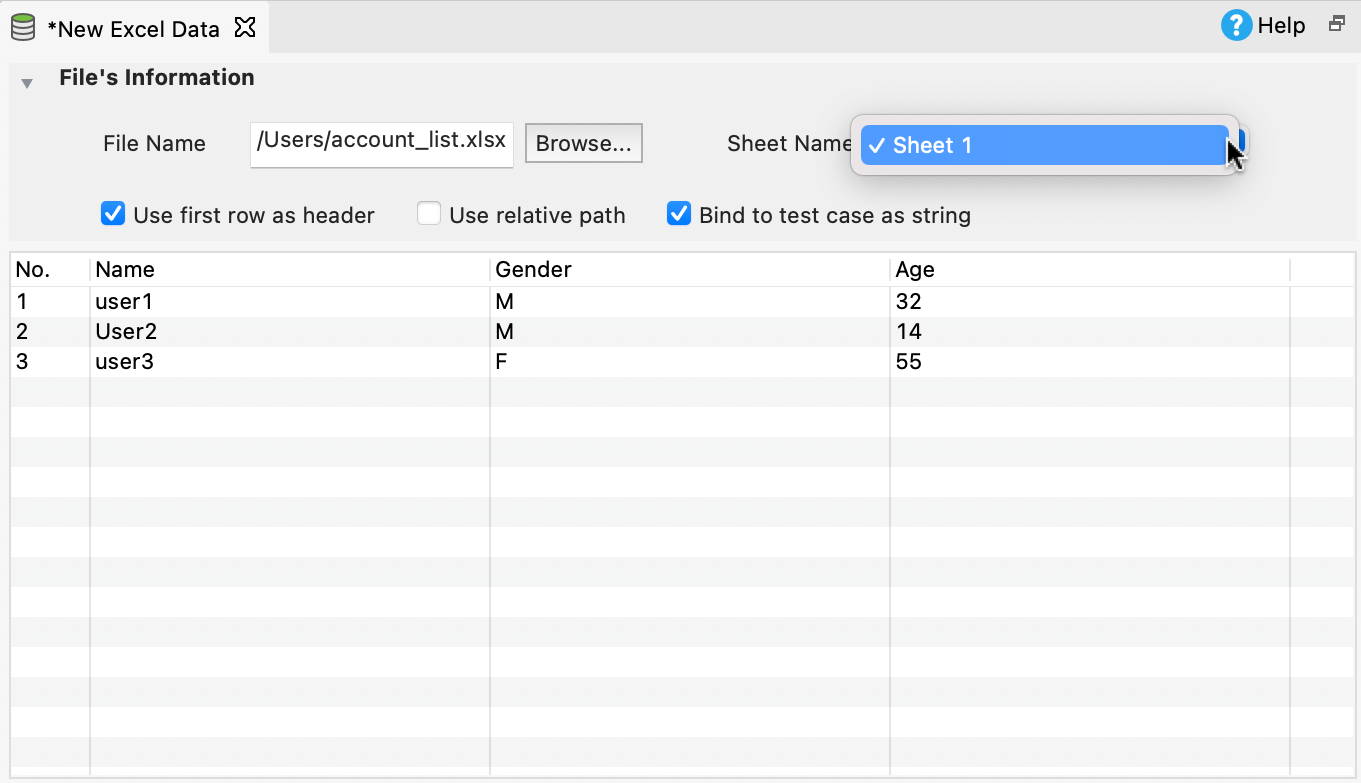 *New Excel Data
? Help
File's Information
File Name /Users/account_list.xlsx Browse... Sheet Name ✓ Sheet 1
Use first row as header Use relative path Bind to test case as string
No. Name Gender Age
1 user1 M 32
2 User2 M 14
3 user3 F 55